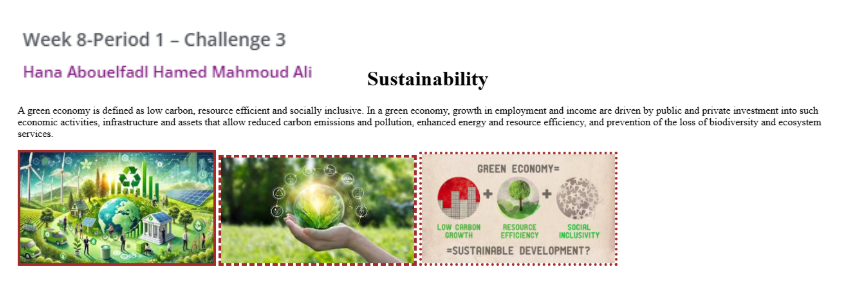 Week 8-Period 1 – Challenge 3
Hana Abouelfadl Hamed Mahmoud Ali
Sustainability
A green economy is defined as low carbon, resource efficient and socially inclusive. In a green economy, growth in employment and income are driven by public and private investment into such
economic activities, infrastructure and assets that allow reduced carbon emissions and pollution, enhanced energy and resource efficiency, and prevention of the loss of biodiversity and ecosystem
services.
GREEN ECONOMY=
LOW CARBON GROWTH + RESOURCE EFFICIENCY + SOCIAL INCLUSIVITY
=SUSTAINABLE DEVELOPMENT?